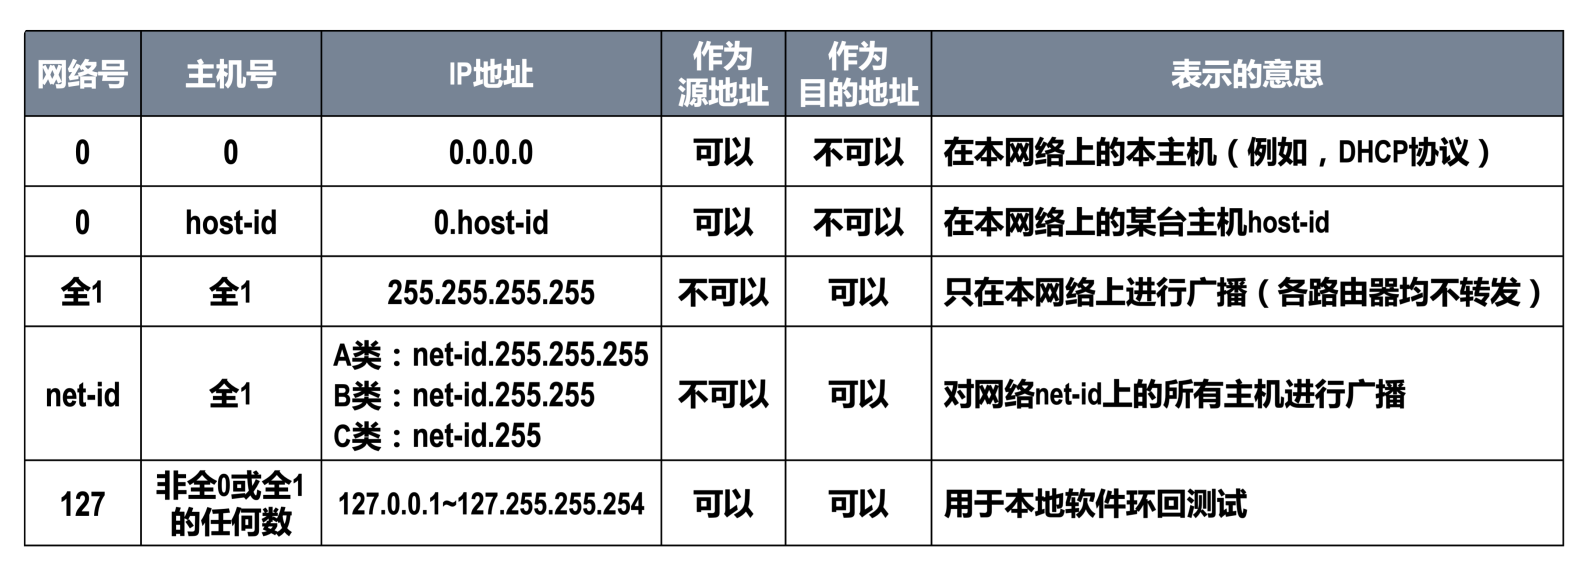 网络号 主机号 IP地址 作为源地址 作为目的地址 表示的意思
0 0 0.0.0.0 可以 不可以 在本网络上的本主机（例如，DHCP协议）
0 host-id 0.host-id 可以 不可以 在本网络上的某台主机host-id
全1 全1 255.255.255.255 不可以 可以 只在本网络上进行广播（各路由器均不转发）
net-id 全1 A类：net-id.255.255.255
B类：net-id.255.255
C类：net-id.255 不可以 可以 对网络net-id上的所有主机进行广播
127 非全0或全1
的任何数 127.0.0.1~127.255.255.254 可以 可以 用于本地软件环回测试